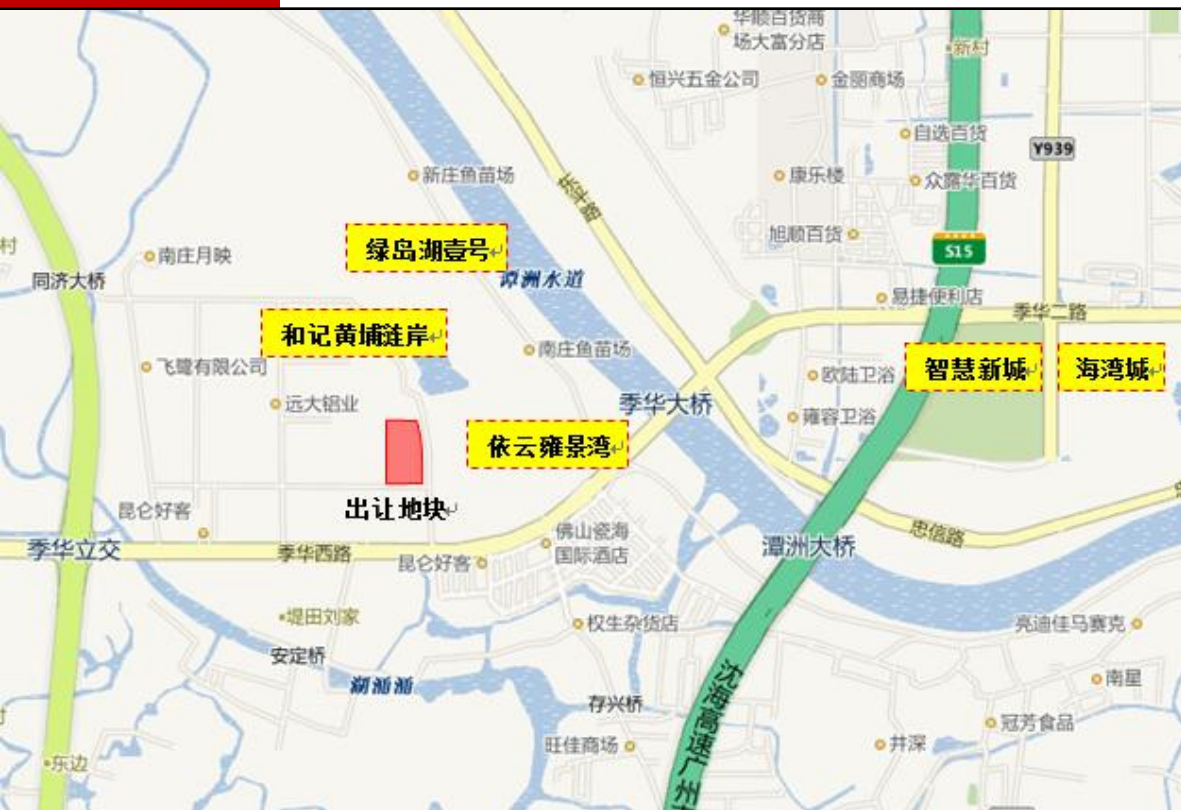 华顺百货商
场大富分店
新村
恒兴五金公司
金丽商场
自选百货
Y939
新庄鱼苗场
康乐楼
众露华百货
东平路
绿岛湖壹号
旭顺百货
村
南庄月映
S15
同济大桥
潭洲水道
易捷便利店
季华二路
和记黄埔涟岸
南庄鱼苗场
飞鹭有限公司
欧陆卫浴
智慧新城
海湾城
远大铝业
季华大桥
雍容卫浴
依云雍景湾
出让地块
昆仑好客
佛山瓷海
国际酒店
忠信路
季华立交
季华西路
昆仑好客
潭洲大桥
堤田刘家
权生杂货店
亮迪佳马赛克
安定桥
南星
存兴桥
沈海高速广州
冠芳食品
旺佳商场
井深
东边